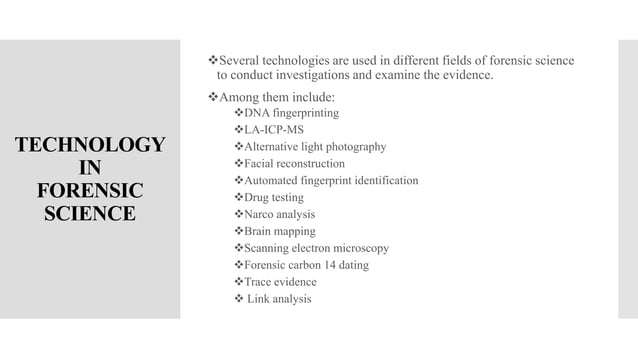 TECHNOLOGY
IN
FORENSIC
SCIENCE
❖Several technologies are used in different fields of forensic science
to conduct investigations and examine the evidence.
❖Among them include:
❖DNA fingerprinting
❖LA-ICP-MS
❖Alternative light photography
❖Facial reconstruction
❖Automated fingerprint identification
❖Drug testing
❖Narco analysis
❖Brain mapping
❖Scanning electron microscopy
❖Forensic carbon 14 dating
❖Trace evidence
❖ Link analysis